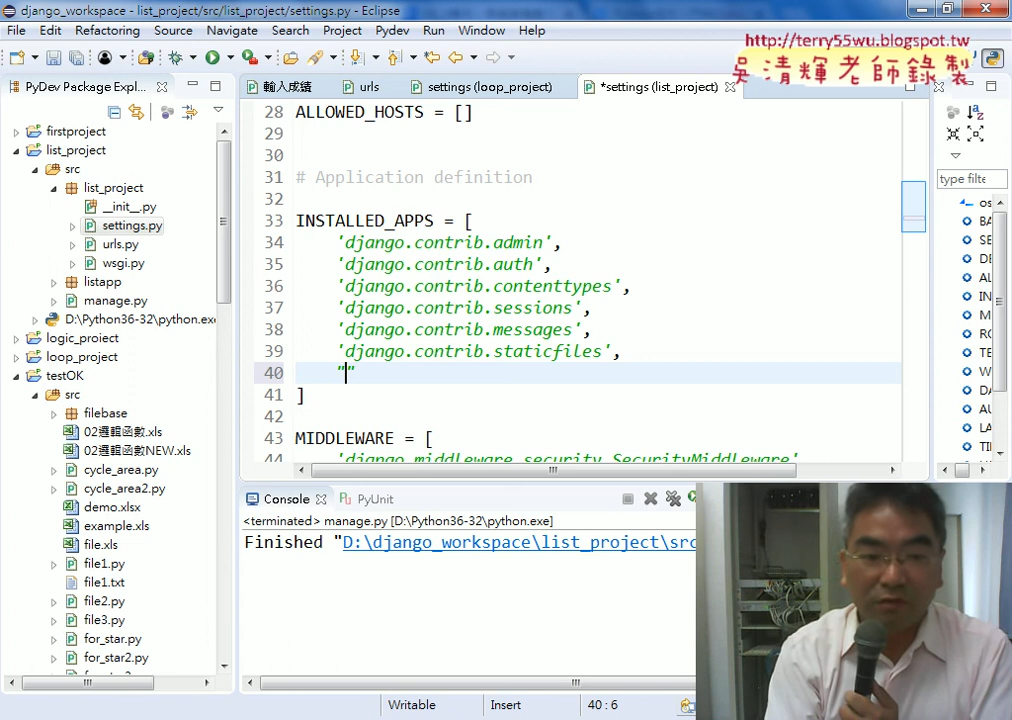 django_workspace - list_project/src/list_project/settings.py - Eclipse
File Edit Refactoring Source Navigate Search Project Pydev Run Window Help
http://terry55wu.blogspot.tw
吳清輝老師錄製
PyDev Package Expl...
輸入成績
urls
settings (loop_project)
*settings (list_project)
firstproject
list_project
src
list_project
__init__.py
settings.py
urls.py
wsgi.py
listapp
manage.py
D:\Python36-32\python.exe
logic_project
loop_project
testOK
src
filebase
02邏輯函數.xls
02邏輯函數NEW.xls
cycle_area.py
cycle_area2.py
demo.xlsx
example.xls
file.xls
file1.py
file1.txt
file2.py
file3.py
for_star.py
for_star2.py
28 ALLOWED_HOSTS = []
29
30
31 # Application definition
32
33 INSTALLED_APPS = [
34 'django.contrib.admin',
35 'django.contrib.auth',
36 'django.contrib.contenttypes',
37 'django.contrib.sessions',
38 'django.contrib.messages',
39 'django.contrib.staticfiles',
40 ""
41 ]
42
43 MIDDLEWARE = [
44 'django.middleware.security.SecurityMiddleware'
type filte
os
BA
SE
DE
AL
IN
M
RO
TE
W
DA
AU
LA
TII
Console
PyUnit
<terminated> manage.py [D:\Python36-32\python.exe]
Finished "D:\django_workspace\list_project\src
Writable
Insert
40 : 6